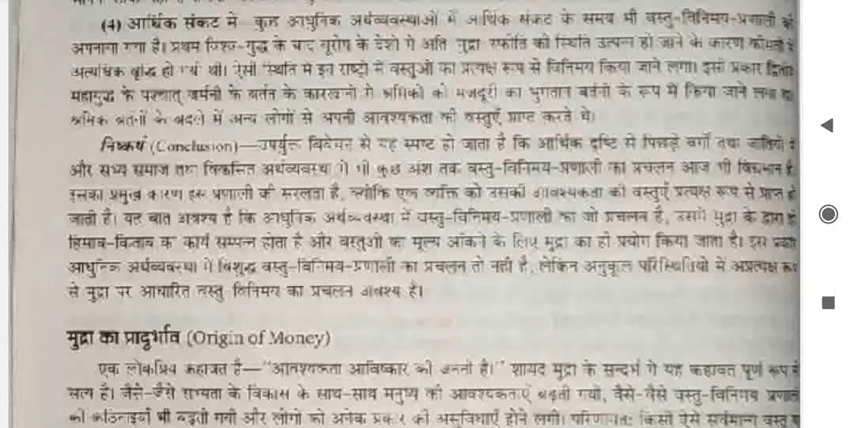 (4) आर्थिक संकट में कुछ आधुनिक अर्थव्यवस्थाओं में आर्थिक संकट के समय भी वस्तु-विनिमय-प्रणाली को
अपनाया गया है। प्रथम विश्व-युद्ध के बाद यूरोप के देशों में अति मुद्रा स्फीति की स्थिति उत्पन्न हो जाने के कारण कीमतों में
अत्यधिक वृद्धि हो गयी थी। ऐसी स्थिति में इन राष्ट्रों में वस्तुओं का प्रत्यक्ष रूप से विनिमय किया जाने लगा। इसी प्रकार द्वितीय
महायुद्ध के पश्चात् जर्मनी के बर्तन के कारखानों में श्रमिकों को मजदूरी का भुगतान बर्तनों के रूप में किया जाने लगा था
श्रमिक बर्तनों के बदले में अन्य लोगों से अपनी आवश्यकता की वस्तुएँ प्राप्त करते थे।
निष्कर्ष (Conclusion)—उपर्युक्त विवेचन से यह स्पष्ट हो जाता है कि आर्थिक दृष्टि से पिछड़े वर्गों तथा जातियों में
और सभ्य समाज तथा विकसित अर्थव्यवस्था में भी कुछ अंश तक वस्तु-विनिमय-प्रणाली का प्रचलन आज भी विद्यमान है
इसका प्रमुख कारण इस प्रणाली की सरलता है, क्योंकि एक व्यक्ति को उसकी आवश्यकता की वस्तुएँ प्रत्यक्ष रूप से प्राप्त हो
जाती है। यह बात अवश्य है कि आधुनिक अर्थव्यवस्था में वस्तु-विनिमय-प्रणाली का जो प्रचलन है, उसमें मुद्रा के द्वारा ही
हिसाब-किताब का कार्य सम्पन्न होता है और वस्तुओं का मूल्य आँकने के लिए मुद्रा का ही प्रयोग किया जाता है। इस प्रकार
आधुनिक अर्थव्यवस्था में विशुद्ध वस्तु-विनिमय-प्रणाली का प्रचलन तो नहीं है, लेकिन अनुकूल परिस्थितियों में अप्रत्यक्ष रूप
से मुद्रा पर आधारित वस्तु-विनिमय का प्रचलन अवश्य है।
मुद्रा का प्रादुर्भाव (Origin of Money)
एक लोकप्रिय कहावत है—"आवश्यकता आविष्कार की जननी है।" शायद मुद्रा के सन्दर्भ में यह कहावत पूर्ण रूप से
सत्य है। जैसे-जैसे सभ्यता के विकास के साथ-साथ मनुष्य की आवश्यकताएँ बढ़ती गयीं, वैसे-वैसे वस्तु-विनिमय प्रणाली
की कठिनाइयाँ भी बढ़ती गयीं और लोगों को अनेक प्रकार की असुविधाएँ होने लगीं। परिणामतः किसी ऐसे सर्वमान्य वस्तु